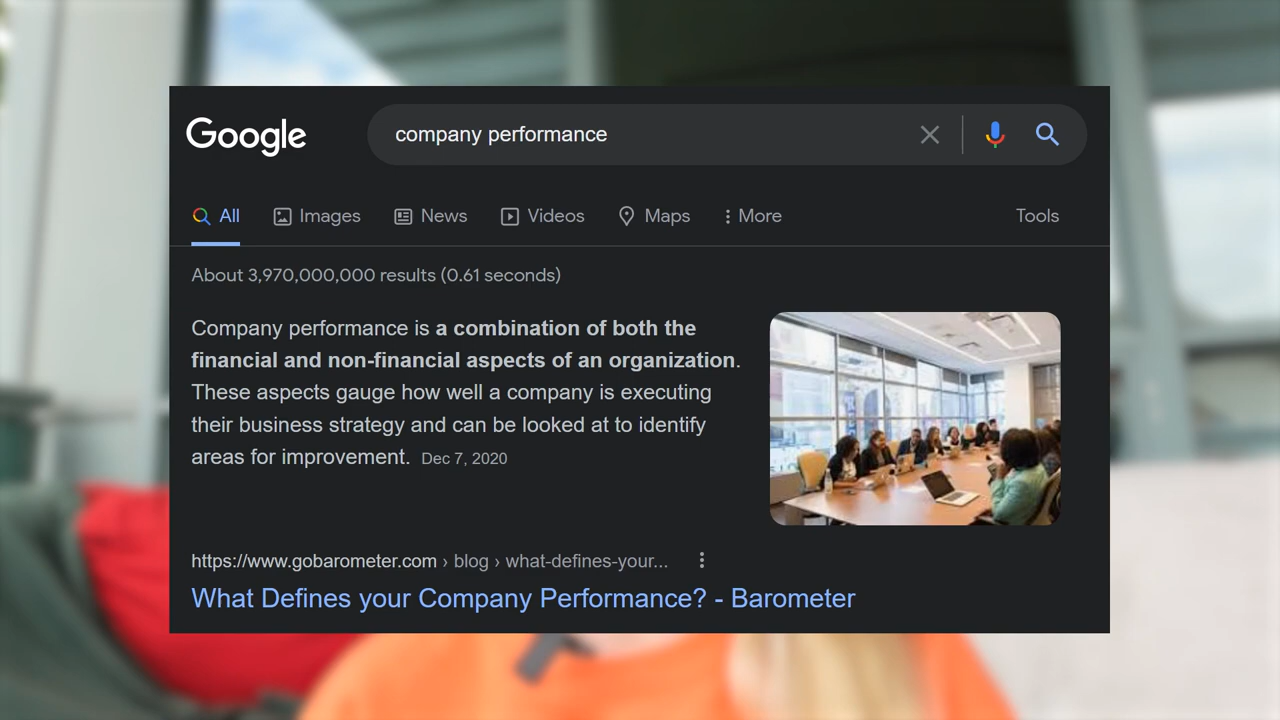 Google
company performance
All Images News Videos Maps More Tools
About 3,970,000,000 results (0.61 seconds)
Company performance is a combination of both the
financial and non-financial aspects of an organization.
These aspects gauge how well a company is executing
their business strategy and can be looked at to identify
areas for improvement. Dec 7, 2020
https://www.gobarometer.com › blog › what-defines-your...
What Defines your Company Performance? - Barometer